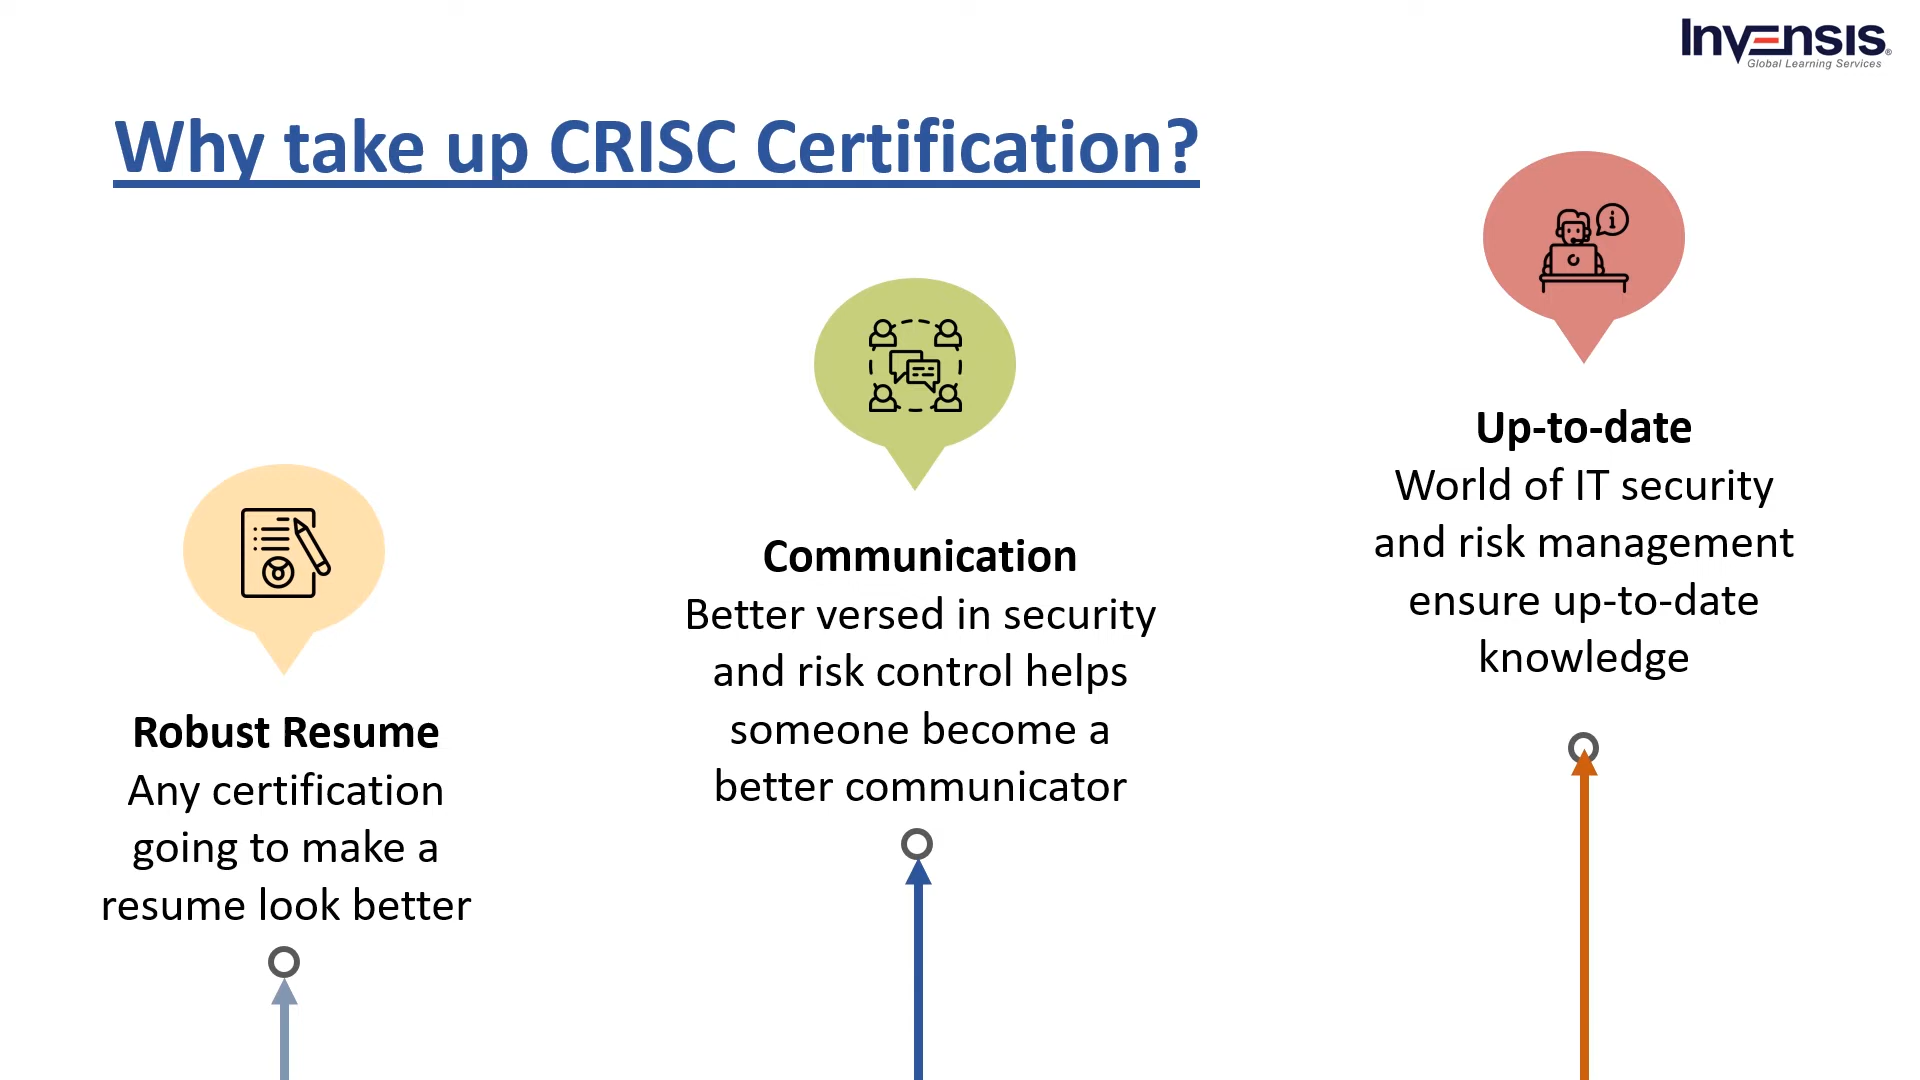 Invensis®
Global Learning Services
Why take up CRISC Certification?
Robust Resume
Any certification
going to make a
resume look better
Communication
Better versed in security
and risk control helps
someone become a
better communicator
Up-to-date
World of IT security
and risk management
ensure up-to-date
knowledge